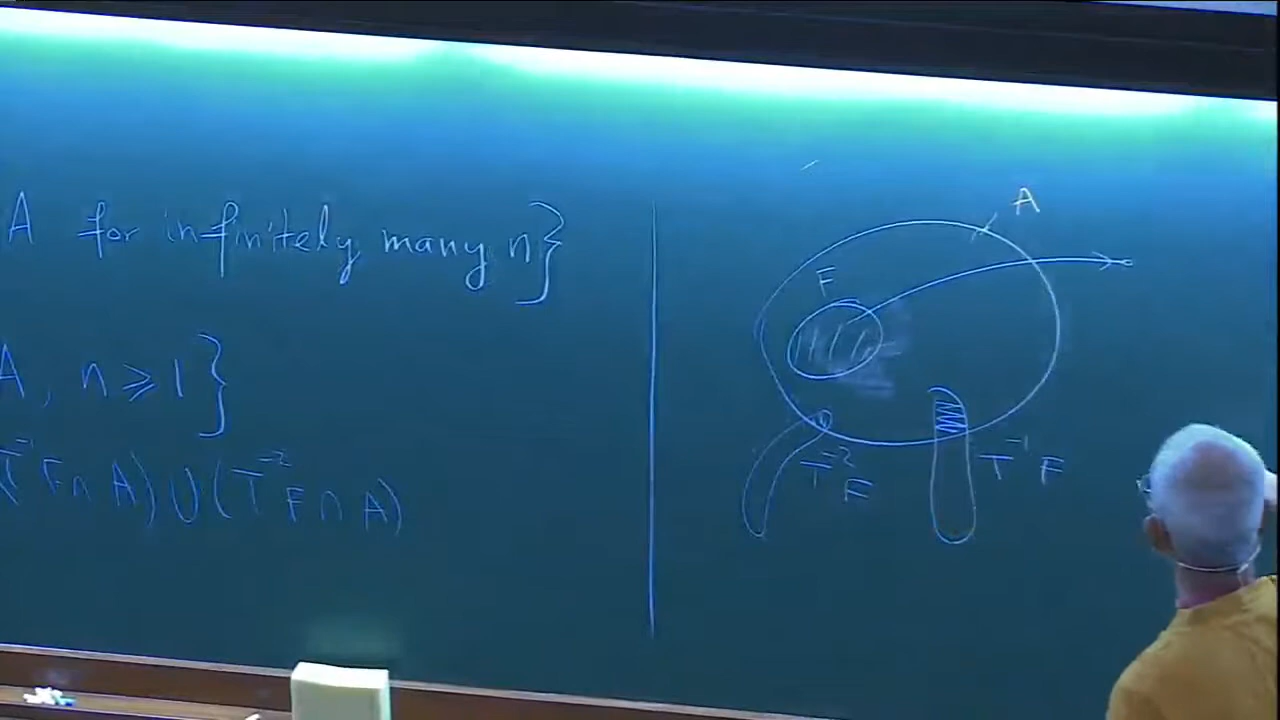 A for infinitely many n}
A, n ⩾ 1}
T⁻¹F ∩ A) ∪ (T⁻²F ∩ A)
A
F
T⁻²F
T⁻¹F